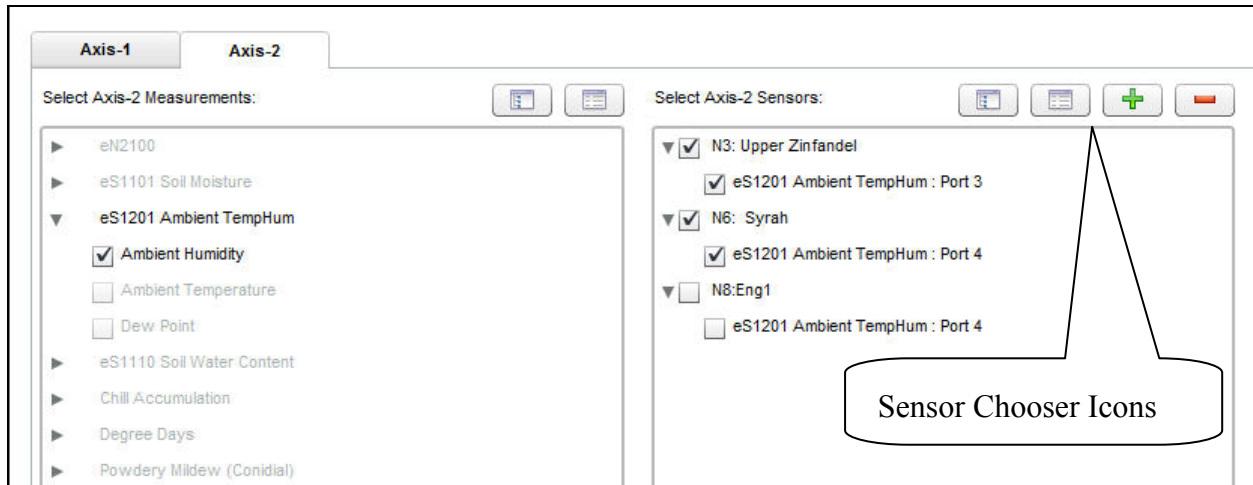 Axis-1 Axis-2
Select Axis-2 Measurements:
eN2100
eS1101 Soil Moisture
eS1201 Ambient TempHum
Ambient Humidity
Ambient Temperature
Dew Point
eS1110 Soil Water Content
Chill Accumulation
Degree Days
Powdery Mildew (Conidial)
Select Axis-2 Sensors:
N3: Upper Zinfandel
eS1201 Ambient TempHum : Port 3
N6: Syrah
eS1201 Ambient TempHum : Port 4
N8:Eng1
eS1201 Ambient TempHum : Port 4
Sensor Chooser Icons